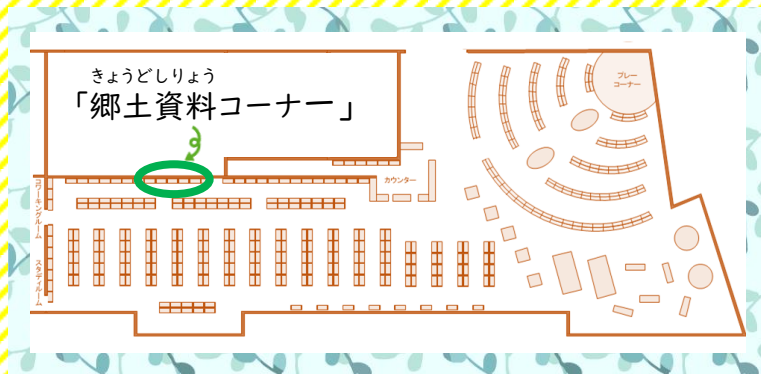 きょうどしりょう
「郷土資料コーナー」
プレー
コーナー
カウンター
コワーキングルーム
スタディルーム